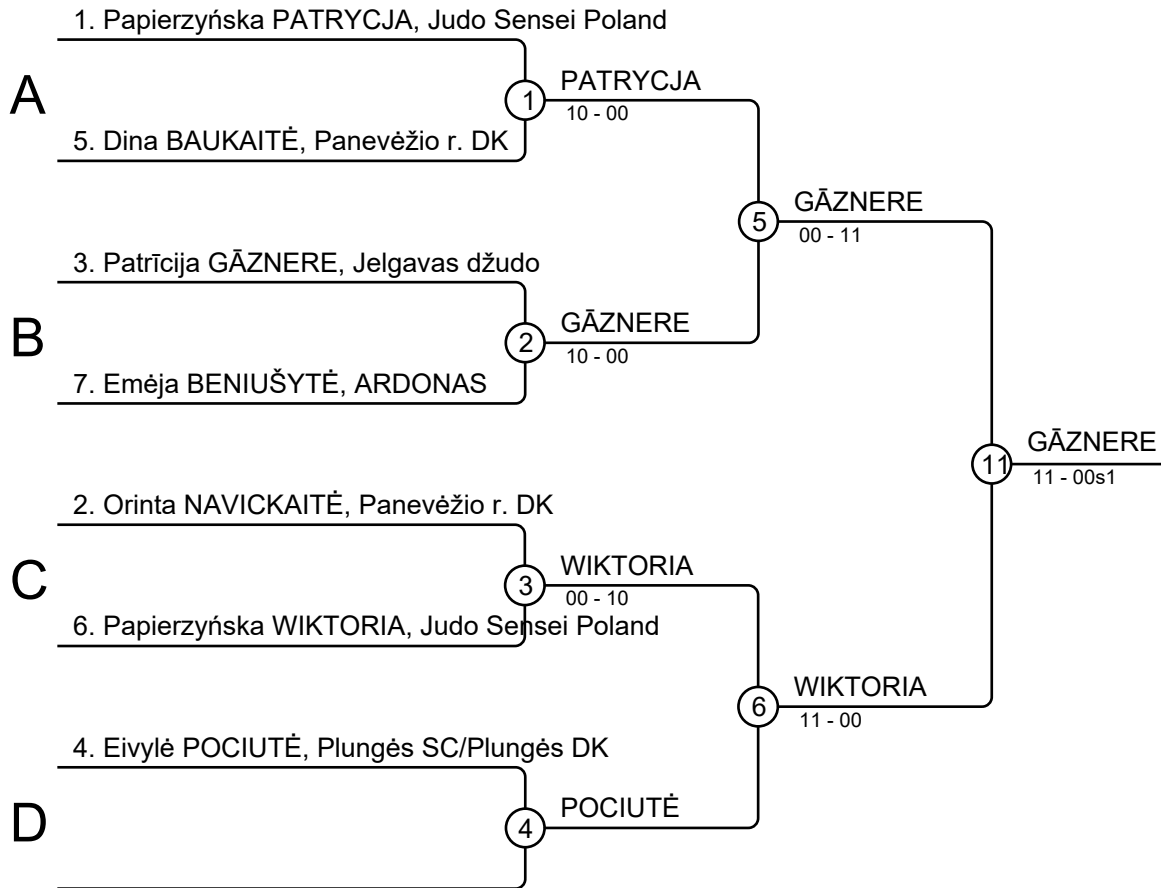 1. Papierzyńska PATRYCJA, Judo Sensei Poland
A
1
PATRYCJA
10 - 00
5. Dina BAUKAITĖ, Panevėžio r. DK
5
GĀZNERE
00 - 11
3. Patrīcija GĀZNERE, Jelgavas džudo
B
2
GĀZNERE
10 - 00
7. Emėja BENIUŠYTĖ, ARDONAS
11
GĀZNERE
11 - 00s1
2. Orinta NAVICKAITĖ, Panevėžio r. DK
C
3
WIKTORIA
00 - 10
6. Papierzyńska WIKTORIA, Judo Sensei Poland
6
WIKTORIA
11 - 00
4. Eivylė POCIUTĖ, Plungės SC/Plungės DK
D
4
POCIUTĖ